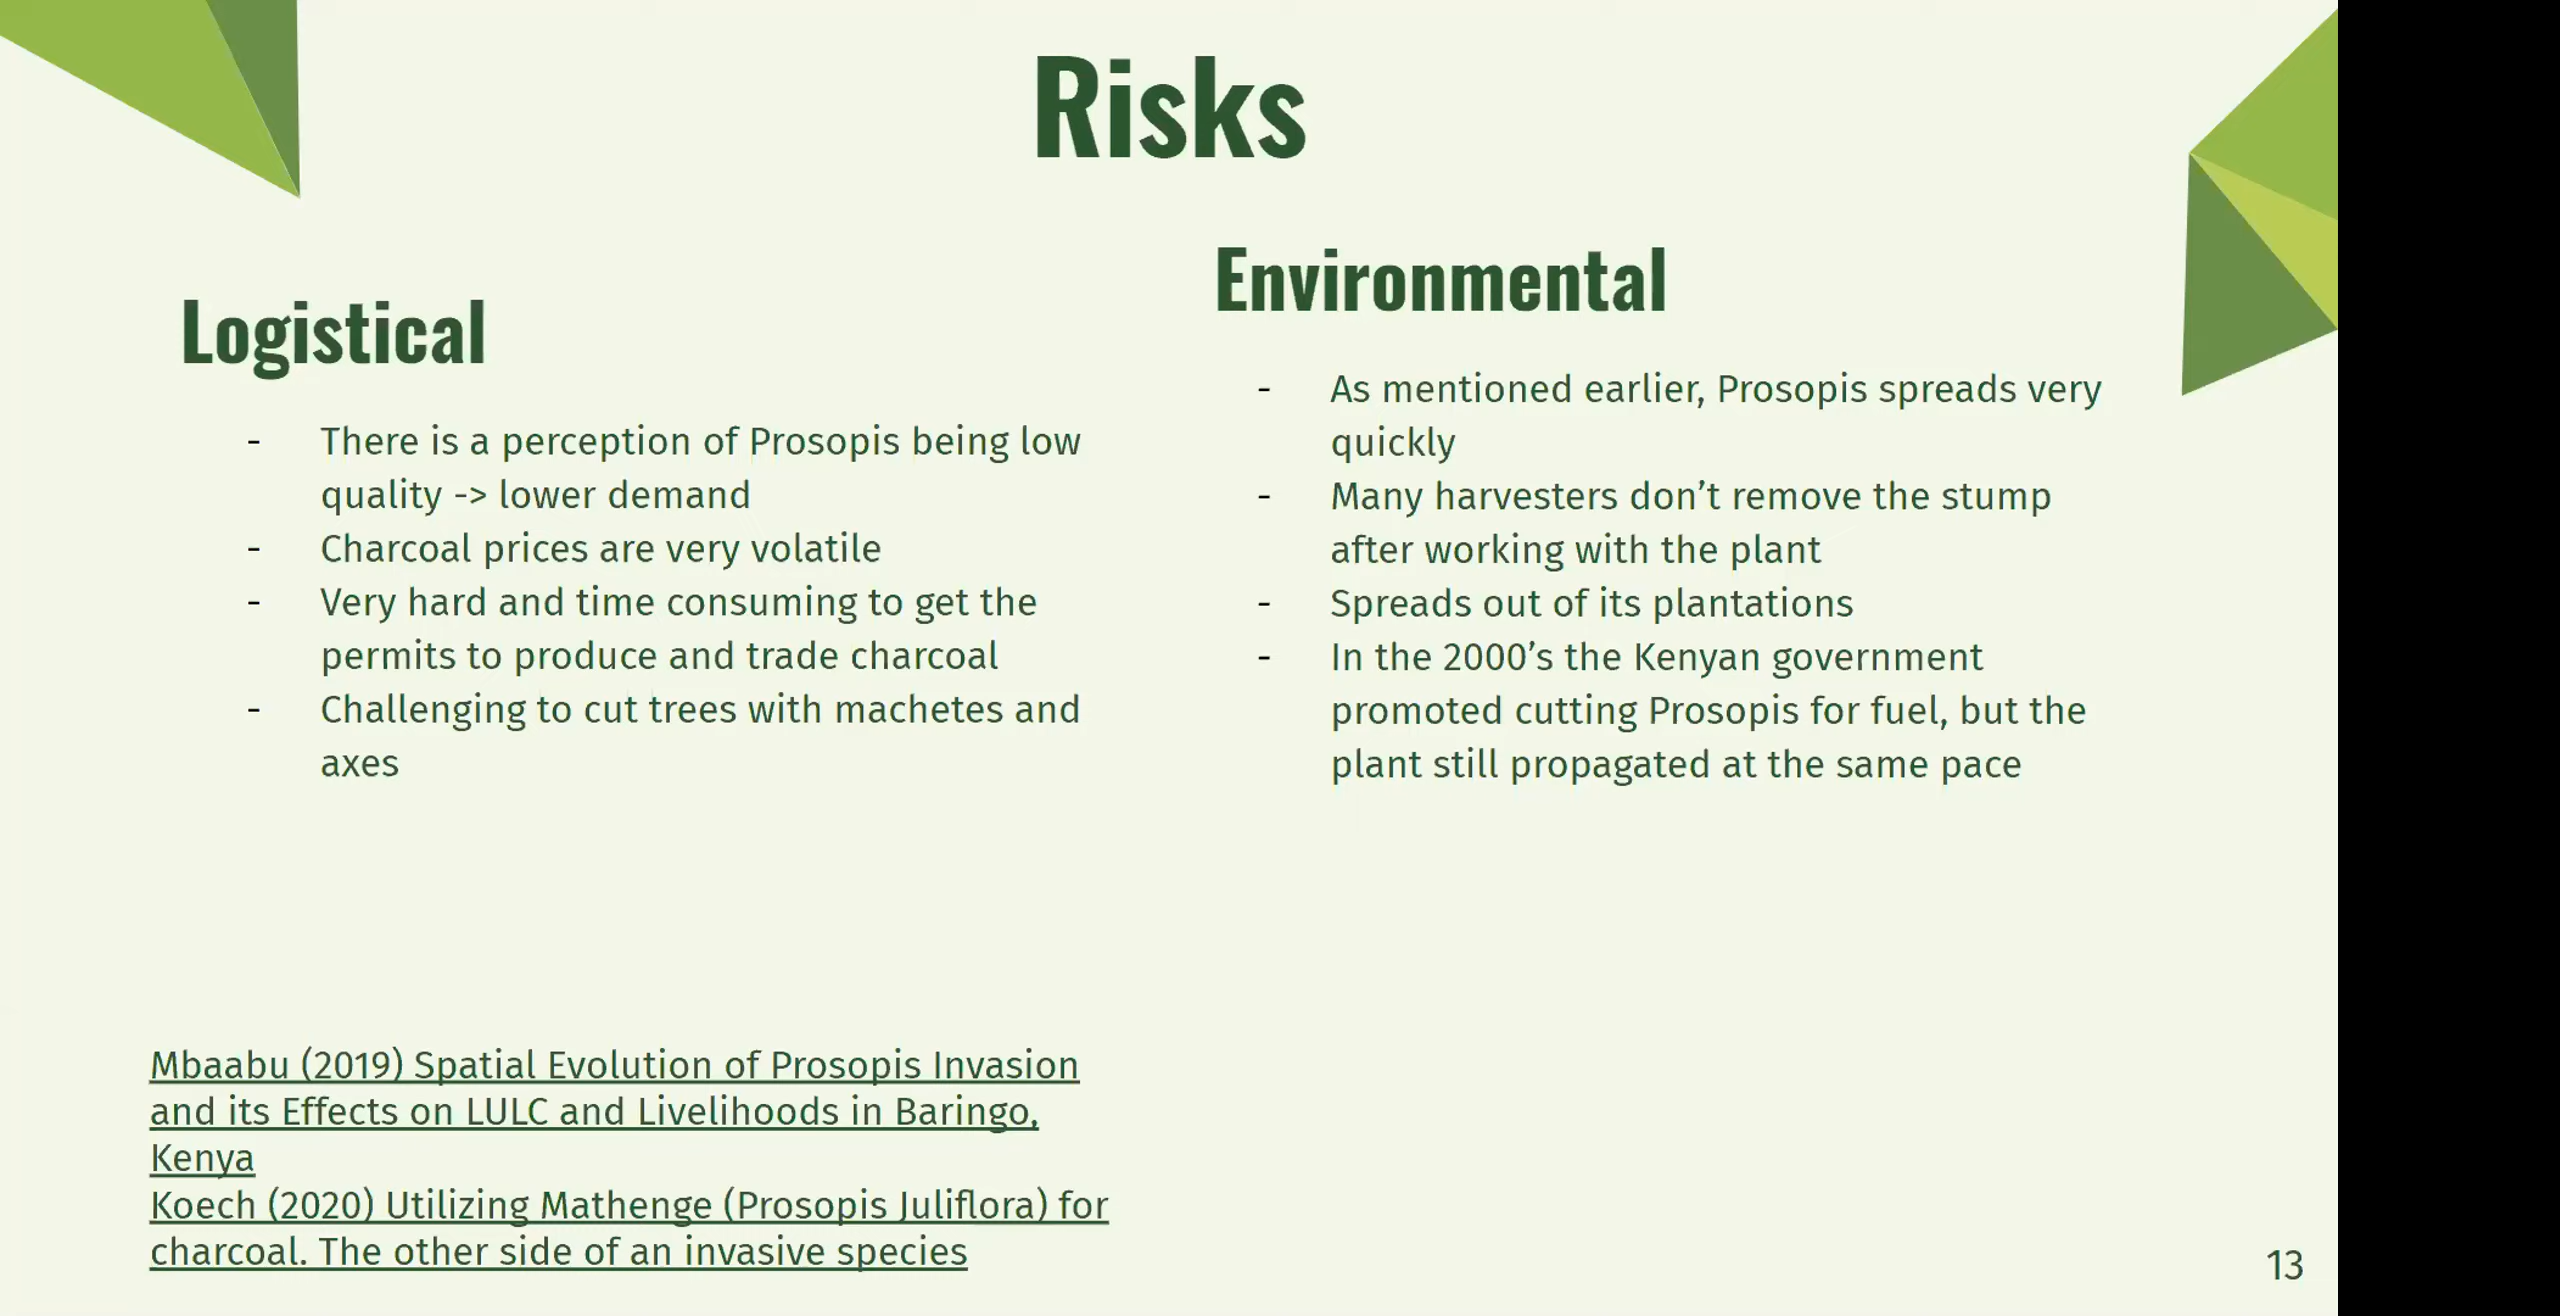 Risks
Logistical
- There is a perception of Prosopis being low
quality -> lower demand
- Charcoal prices are very volatile
- Very hard and time consuming to get the
permits to produce and trade charcoal
- Challenging to cut trees with machetes and
axes
Environmental
- As mentioned earlier, Prosopis spreads very
quickly
- Many harvesters don’t remove the stump
after working with the plant
- Spreads out of its plantations
- In the 2000’s the Kenyan government
promoted cutting Prosopis for fuel, but the
plant still propagated at the same pace
Mbaabu (2019) Spatial Evolution of Prosopis Invasion
and its Effects on LULC and Livelihoods in Baringo,
Kenya
Koech (2020) Utilizing Mathenge (Prosopis Juliflora) for
charcoal. The other side of an invasive species
13